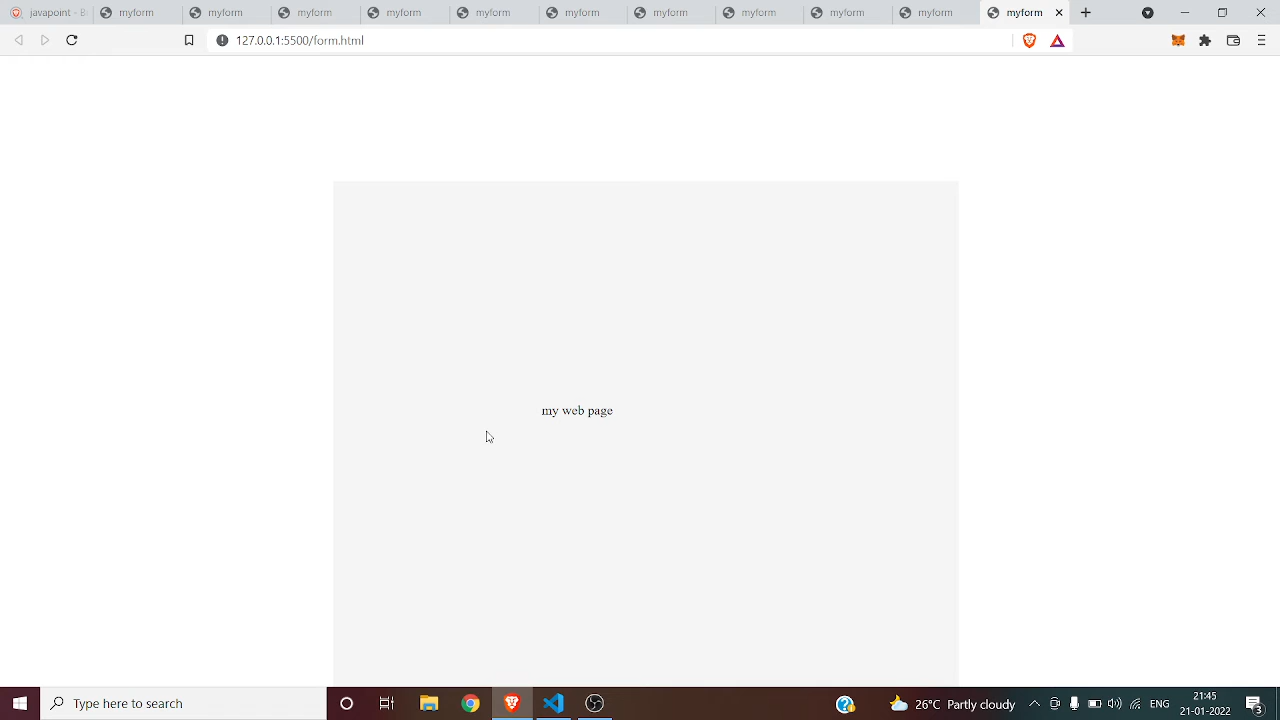 javapoint - B
myform
myform
myform
myform
myform
myform
myform
myform
myform
myform
myform
127.0.0.1:5500/form.html
my web page
Type here to search
26°C Partly cloudy
ENG
21:45
21-01-2022
3